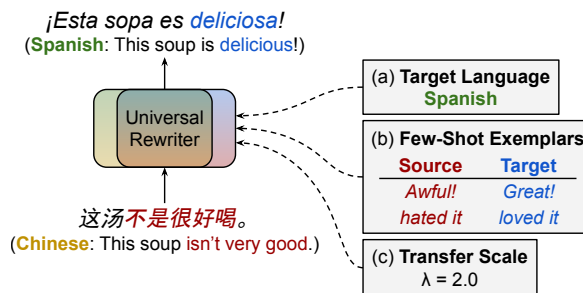 ¡Esta sopa es deliciosa!
(Spanish: This soup is delicious!)
Universal
Rewriter
这汤不是很好喝。
(Chinese: This soup isn't very good.)
(a) Target Language
Spanish
(b) Few-Shot Exemplars
Source Target
Awful! Great!
hated it loved it
(c) Transfer Scale
λ = 2.0